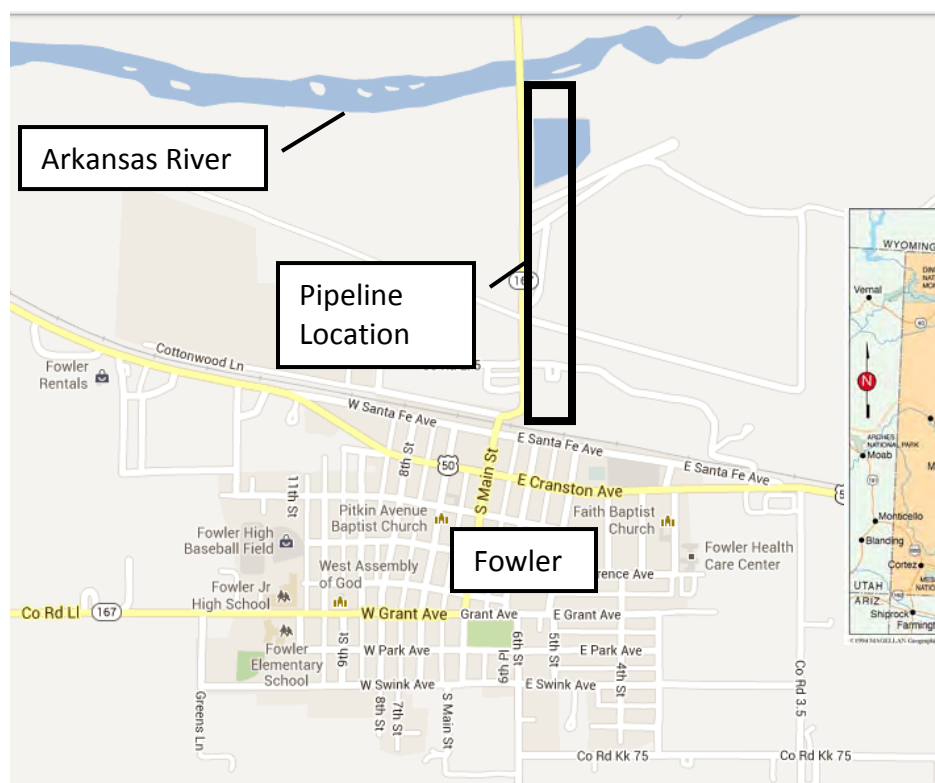 Arkansas River
Pipeline
Location
167
Cottonwood Ln
Fowler
Rentals
W Santa Fe Ave
E Santa Fe Ave
E Santa Fe Ave
8th St
50
S Main St
E Cranston Ave
11th St
Pitkin Avenue
Baptist Church
Faith Baptist
Church
Fowler High
Baseball Field
Fowler
Fowler Health
Care Center
West Assembly
of God
Fowler Jr
High School
Co Rd Ll
167
W Grant Ave
Grant Ave
E Grant Ave
Fowler
Elementary
School
9th St
W Park Ave
6th Pl
6th St
5th St
E Park Ave
4th St
W Swink Ave
E Swink Ave
Greens Ln
8th St
7th St
S Main St
Co Rd 3.5
Co Rd Kk 75
Co Rd Kk 75
WYOMING
Vernal
40
N
Moab
191
Monticello
Blanding
Cortez
UTAH
ARIZ.
Shiprock